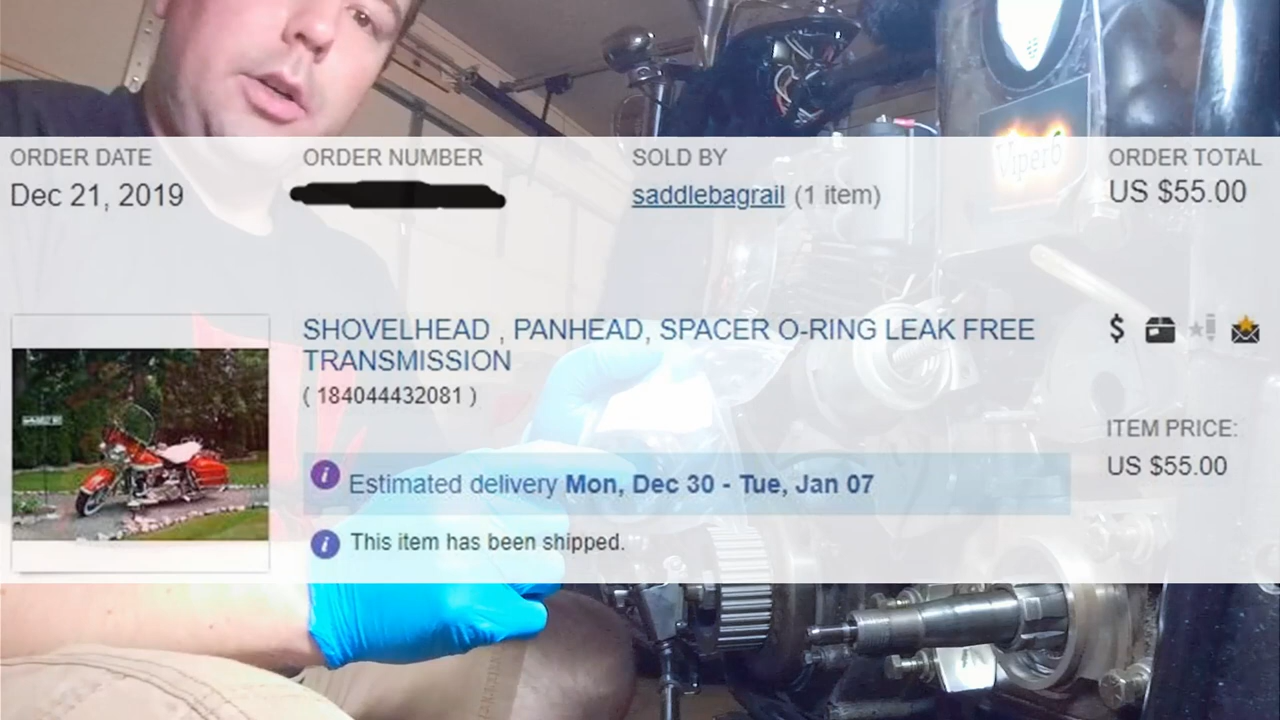 ORDER DATE
ORDER NUMBER
SOLD BY
ORDER TOTAL
Dec 21, 2019
saddlebagrail (1 item)
US $55.00
Viper6
SHOVELHEAD , PANHEAD, SPACER O-RING LEAK FREE
TRANSMISSION
( 184044432081 )
ITEM PRICE:
US $55.00
Estimated delivery Mon, Dec 30 - Tue, Jan 07
This item has been shipped.